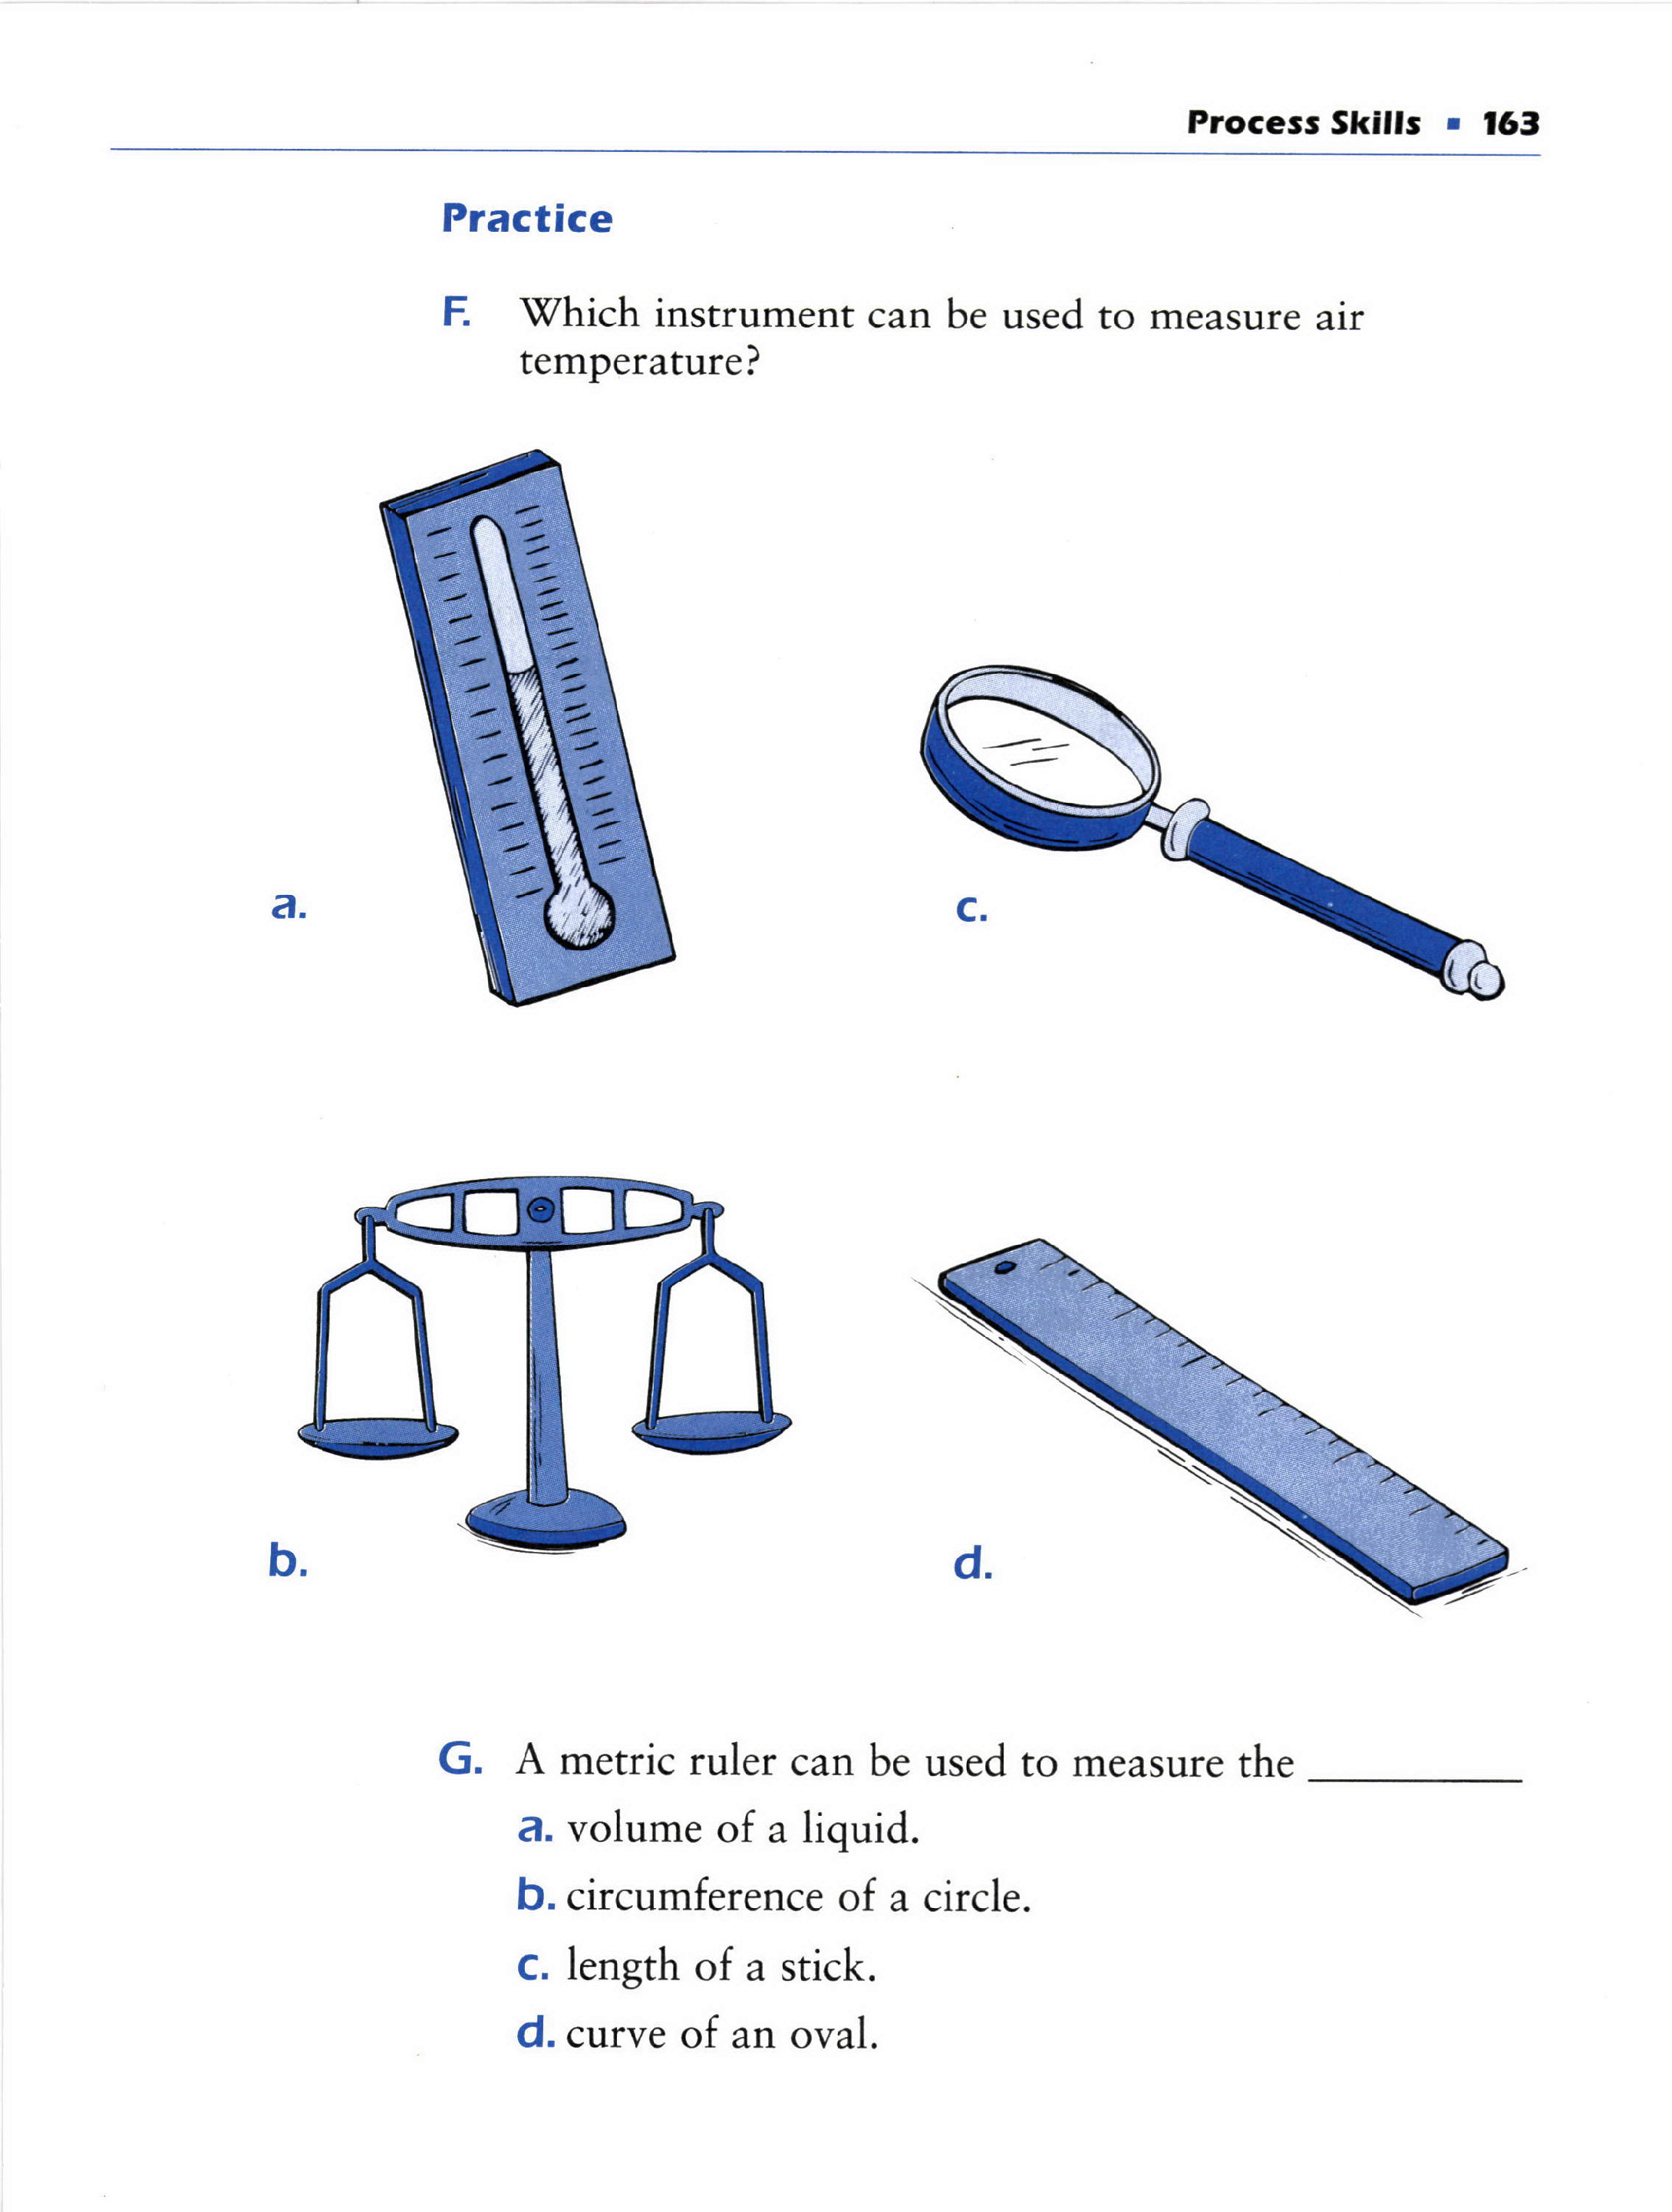 Process Skills ▪ 163
Practice
F. Which instrument can be used to measure air
temperature?
a.
c.
b.
d.
G. A metric ruler can be used to measure the __________
a. volume of a liquid.
b. circumference of a circle.
c. length of a stick.
d. curve of an oval.